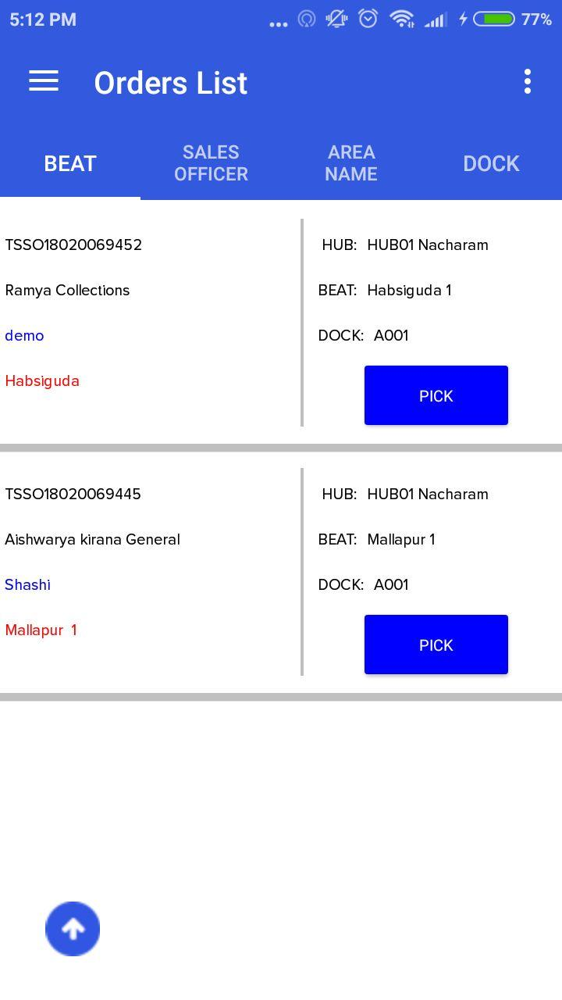 5:12 PM
77%
Orders List
BEAT
SALES
OFFICER
AREA
NAME
DOCK
TSSO18020069452
Ramya Collections
demo
Habsiguda
HUB: HUB01 Nacharam
BEAT: Habsiguda 1
DOCK: A001
PICK
TSSO18020069445
Aishwarya kirana General
Shashi
Mallapur 1
HUB: HUB01 Nacharam
BEAT: Mallapur 1
DOCK: A001
PICK